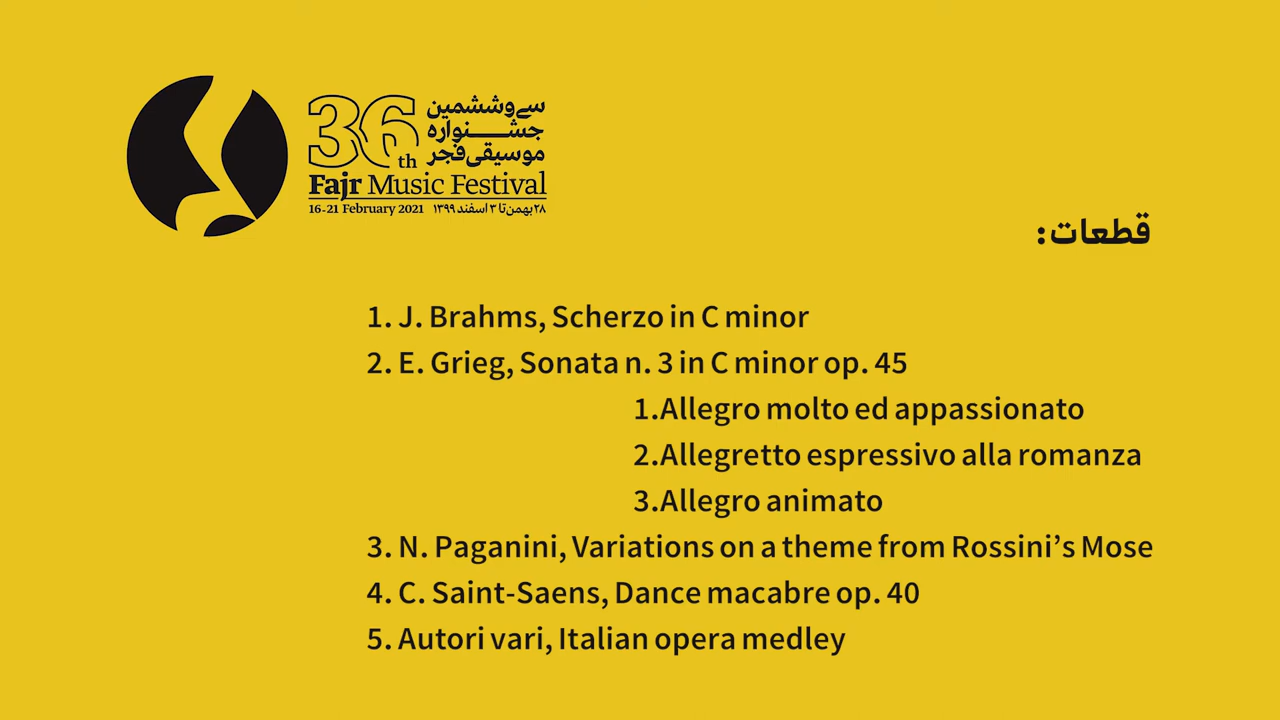 36th
سی‌وششمین
جشنواره
موسیقی‌فجر
Fajr Music Festival
16-21 February 2021 ۲۸ بهمن تا ۳ اسفند ۱۳۹۹
قطعات:
1. J. Brahms, Scherzo in C minor
2. E. Grieg, Sonata n. 3 in C minor op. 45
1.Allegro molto ed appassionato
2.Allegretto espressivo alla romanza
3.Allegro animato
3. N. Paganini, Variations on a theme from Rossini’s Mose
4. C. Saint-Saens, Dance macabre op. 40
5. Autori vari, Italian opera medley